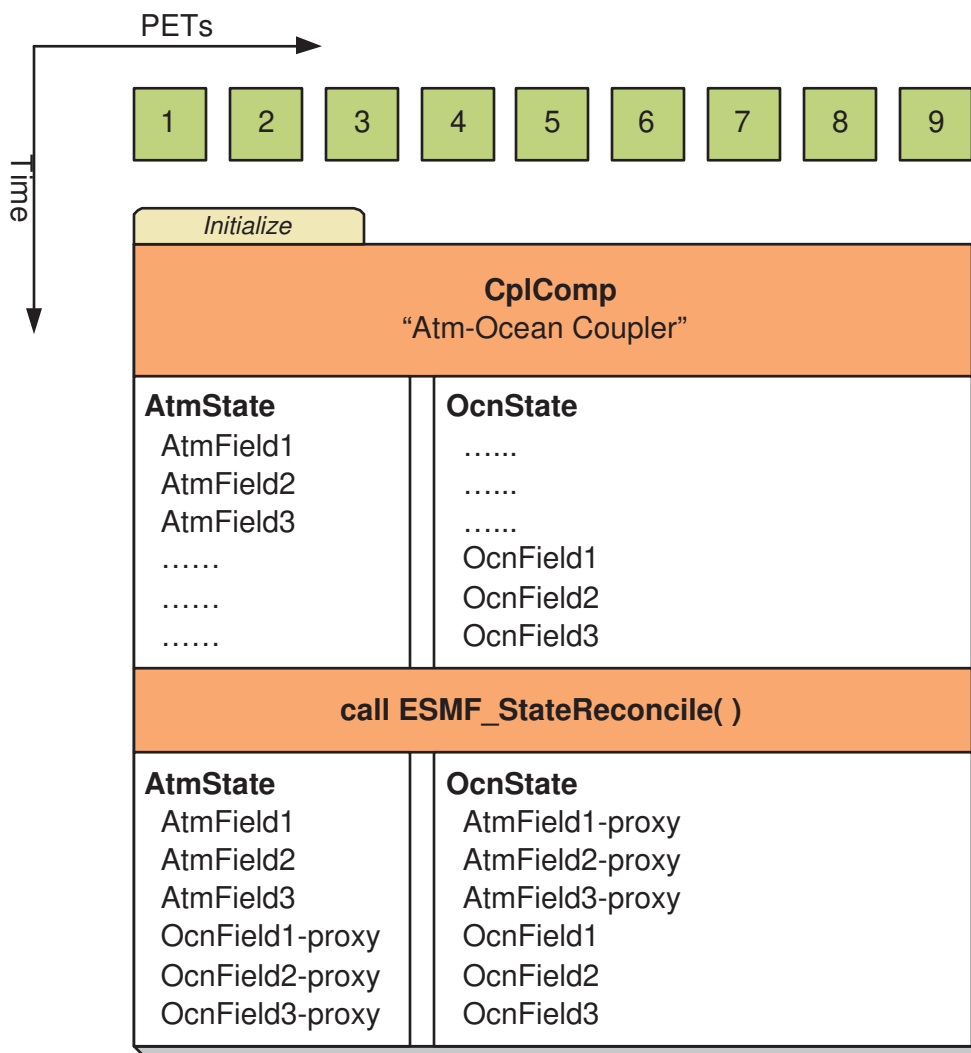 PETs
Time
1 2 3 4 5 6 7 8 9
Initialize
CplComp
“Atm-Ocean Coupler”
AtmState
AtmField1
AtmField2
AtmField3
……
……
……
OcnState
…...
…...
…...
OcnField1
OcnField2
OcnField3
call ESMF_StateReconcile( )
AtmState
AtmField1
AtmField2
AtmField3
OcnField1-proxy
OcnField2-proxy
OcnField3-proxy
OcnState
AtmField1-proxy
AtmField2-proxy
AtmField3-proxy
OcnField1
OcnField2
OcnField3